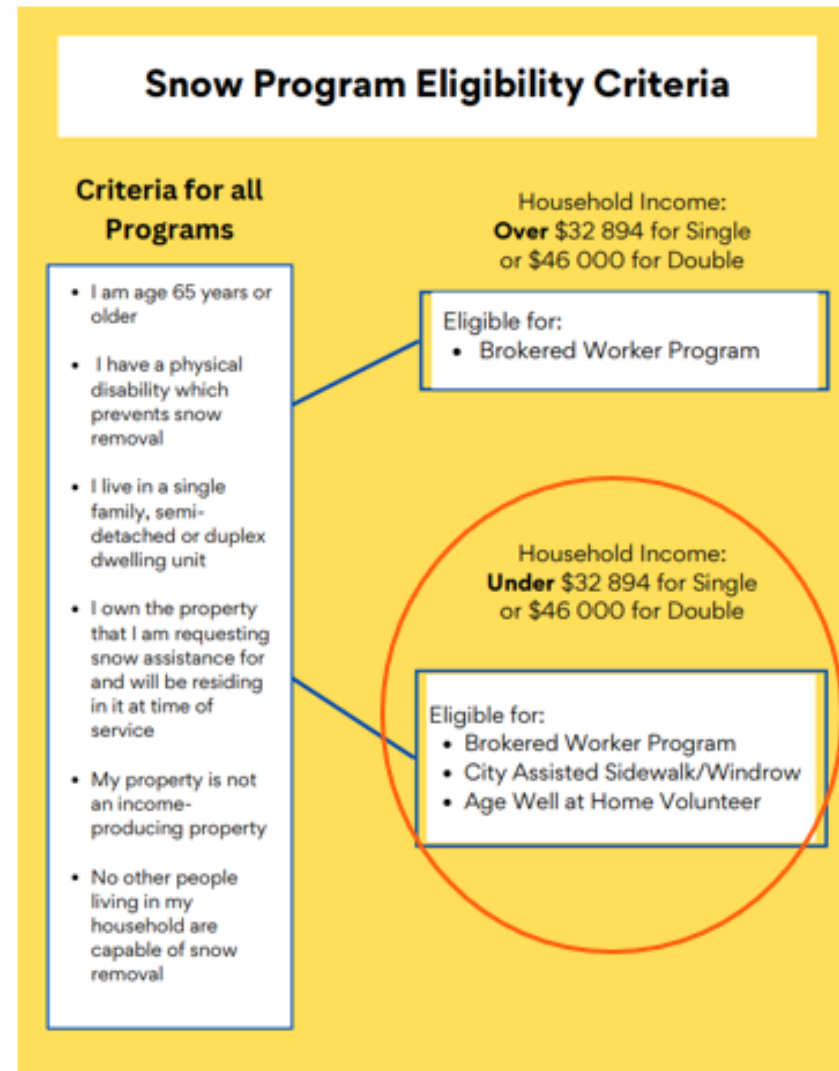 Snow Program Eligibility Criteria
Criteria for all
Programs
• I am age 65 years or
older
• I have a physical
disability which
prevents snow
removal
• I live in a single
family, semi-
detached or duplex
dwelling unit
• I own the property
that I am requesting
snow assistance for
and will be residing
in it at time of
service
• My property is not
an income-
producing property
• No other people
living in my
household are
capable of snow
removal
Household Income:
Over $32 894 for Single
or $46 000 for Double
Eligible for:
• Brokered Worker Program
Household Income:
Under $32 894 for Single
or $46 000 for Double
Eligible for:
• Brokered Worker Program
• City Assisted Sidewalk/Windrow
• Age Well at Home Volunteer